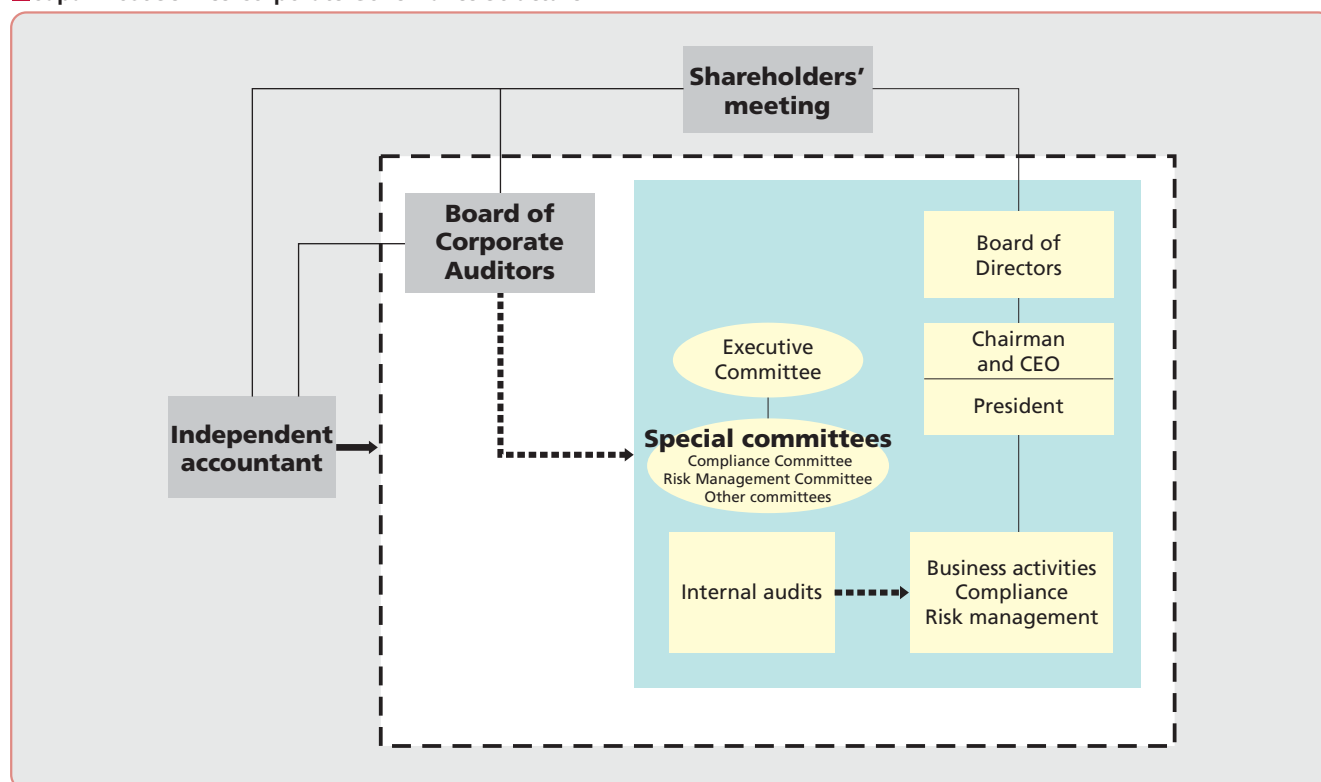 Shareholders’
meeting
Board of
Corporate
Auditors
Board of
Directors
Executive
Committee
Chairman
and CEO
President
Independent
accountant
Special committees
Compliance Committee
Risk Management Committee
Other committees
Internal audits
Business activities
Compliance
Risk management